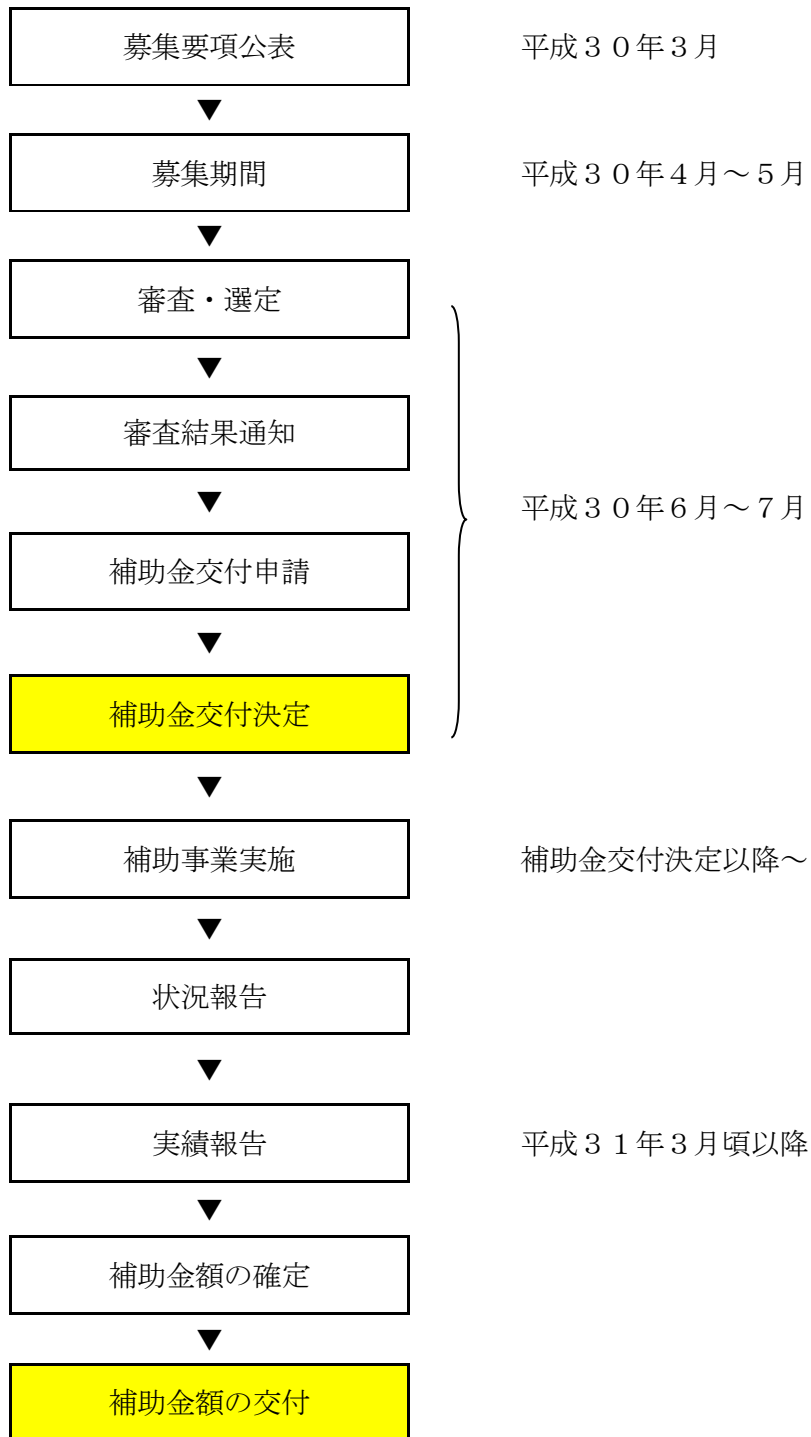 募集要項公表 平成３０年３月
▼
募集期間 平成３０年４月～５月
▼
審査・選定
▼
審査結果通知
▼
平成３０年６月～７月
補助金交付申請
▼
補助金交付決定
▼
補助事業実施 補助金交付決定以降～
▼
状況報告
▼
実績報告 平成３１年３月頃以降
▼
補助金額の確定
▼
補助金額の交付